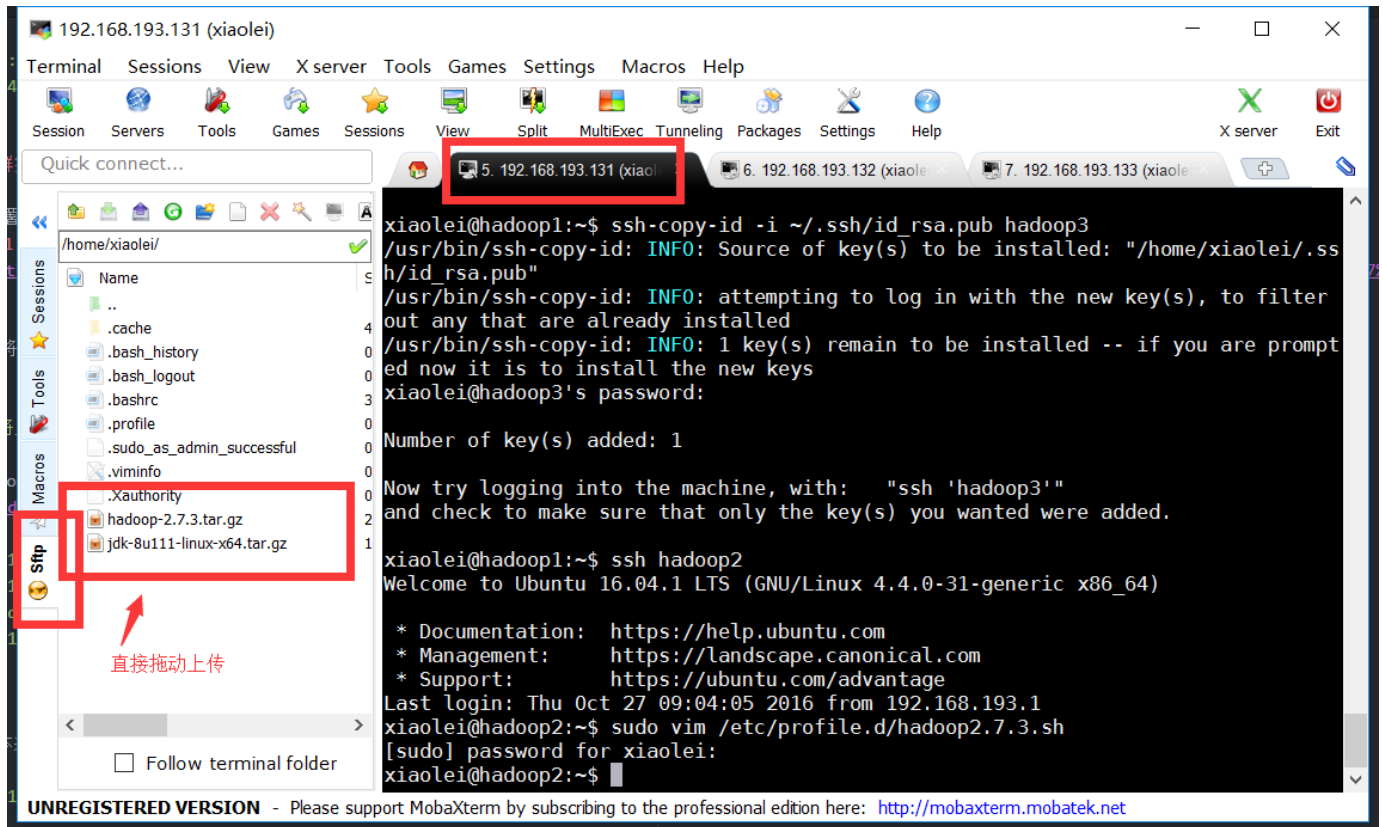 192.168.193.131 (xiaolei)
Terminal Sessions View X server Tools Games Settings Macros Help
Session Servers Tools Games Sessions View Split MultiExec Tunneling Packages Settings Help X server Exit
Quick connect...
5. 192.168.193.131 (xiaole
6. 192.168.193.132 (xiaole
7. 192.168.193.133 (xiaole
/home/xiaolei/
Name S
..
.cache 4
.bash_history 0
.bash_logout 0
.bashrc 3
.profile 0
.sudo_as_admin_successful 0
.viminfo 0
.Xauthority 0
hadoop-2.7.3.tar.gz 2
jdk-8u111-linux-x64.tar.gz 1
直接拖动上传
Follow terminal folder
Sessions
Tools
Macros
Sftp
xiaolei@hadoop1:~$ ssh-copy-id -i ~/.ssh/id_rsa.pub hadoop3
/usr/bin/ssh-copy-id: INFO: Source of key(s) to be installed: "/home/xiaolei/.ss
h/id_rsa.pub"
/usr/bin/ssh-copy-id: INFO: attempting to log in with the new key(s), to filter
out any that are already installed
/usr/bin/ssh-copy-id: INFO: 1 key(s) remain to be installed -- if you are prompt
ed now it is to install the new keys
xiaolei@hadoop3's password:
Number of key(s) added: 1
Now try logging into the machine, with: "ssh 'hadoop3'"
and check to make sure that only the key(s) you wanted were added.
xiaolei@hadoop1:~$ ssh hadoop2
Welcome to Ubuntu 16.04.1 LTS (GNU/Linux 4.4.0-31-generic x86_64)
* Documentation: https://help.ubuntu.com
* Management: https://landscape.canonical.com
* Support: https://ubuntu.com/advantage
Last login: Thu Oct 27 09:04:05 2016 from 192.168.193.1
xiaolei@hadoop2:~$ sudo vim /etc/profile.d/hadoop2.7.3.sh
[sudo] password for xiaolei:
xiaolei@hadoop2:~$
UNREGISTERED VERSION - Please support MobaXterm by subscribing to the professional edition here: http://mobaxterm.mobatek.net